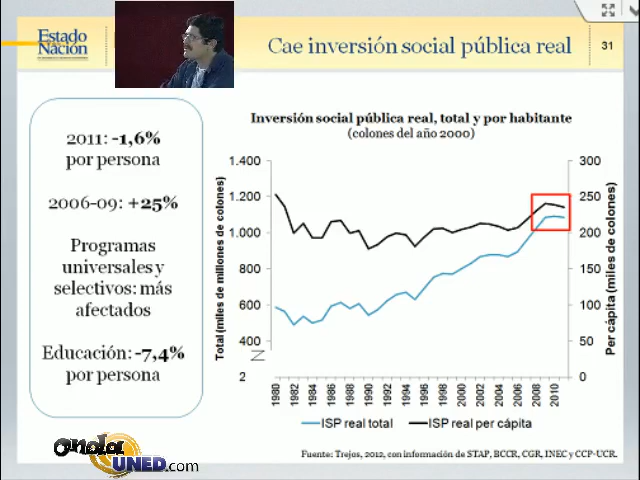 Estado
Nación
Cae inversión social pública real
31
2011: -1,6%
por persona
2006-09: +25%
Programas
universales y
selectivos: más
afectados
Educación: -7,4%
por persona
Inversión social pública real, total y por habitante
(colones del año 2000)
Total (miles de millones de colones)
1.400
1.200
1.000
800
600
400
2
300
250
200
150
100
50
0
Per cápita (miles de colones)
1980
1982
1984
1986
1988
1990
1992
1994
1996
1998
2000
2002
2004
2006
2008
2010
ISP real total
ISP real per cápita
Fuente: Trejos, 2012, con información de STAP, BCCR, CGR, INEC y CCP-UCR.
onda
UNED.com